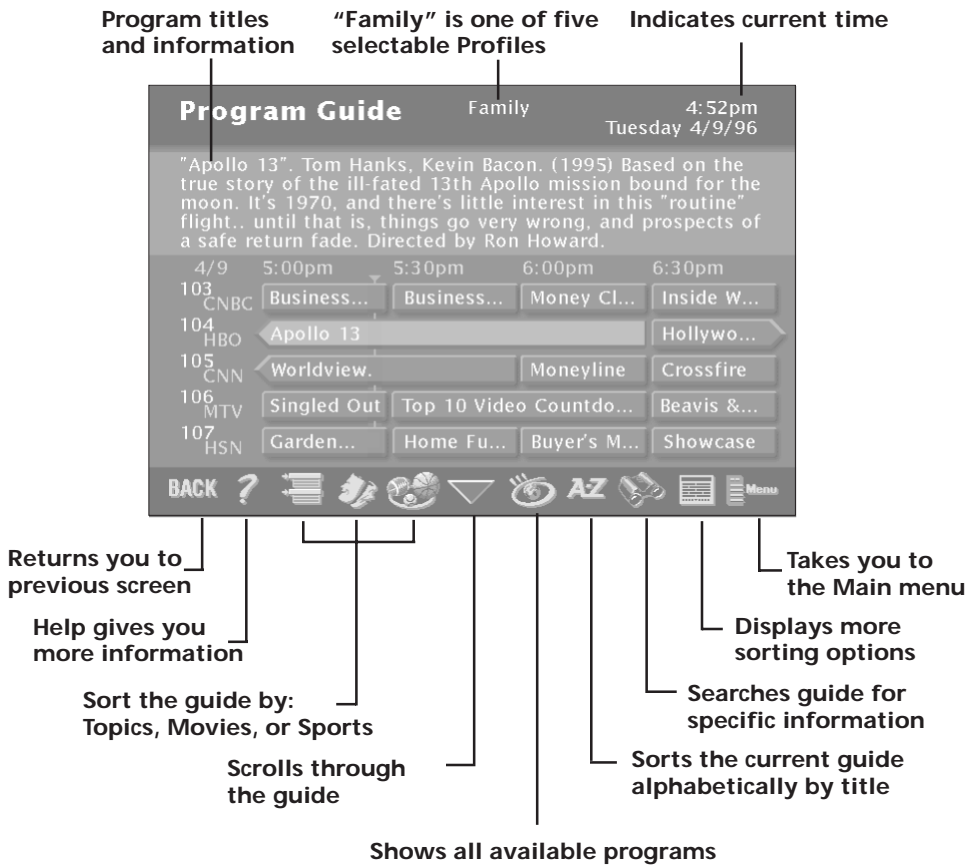 Program titles
and information
“Family” is one of five
selectable Profiles
Indicates current time
Program Guide
Family
4:52pm
Tuesday 4/9/96
"Apollo 13". Tom Hanks, Kevin Bacon. (1995) Based on the
true story of the ill-fated 13th Apollo mission bound for the
moon. It's 1970, and there's little interest in this "routine"
flight.. until that is, things go very wrong, and prospects of
a safe return fade. Directed by Ron Howard.
4/9 5:00pm 5:30pm 6:00pm 6:30pm
103 CNBC Business... Business... Money Cl... Inside W...
104 HBO Apollo 13 Hollywo...
105 CNN Worldview. Moneyline Crossfire
106 MTV Singled Out Top 10 Video Countdo... Beavis &...
107 HSN Garden... Home Fu... Buyer's M... Showcase
BACK ? A-Z Menu
Returns you to
previous screen
Takes you to
the Main menu
Help gives you
more information
Displays more
sorting options
Sort the guide by:
Topics, Movies, or Sports
Searches guide for
specific information
Scrolls through
the guide
Sorts the current guide
alphabetically by title
Shows all available programs